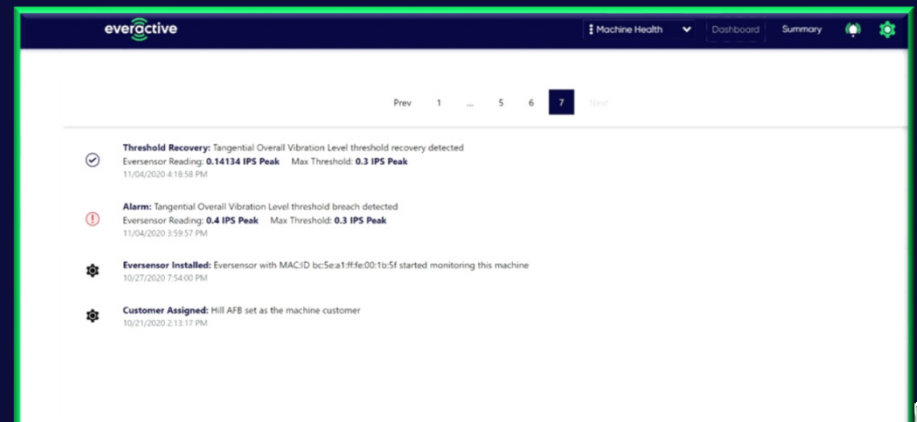 everactive
Machine Health
Dashboard
Summary
Prev 1 ... 5 6 7 Next
Threshold Recovery: Tangential Overall Vibration Level threshold recovery detected
Eversensor Reading: 0.14134 IPS Peak Max Threshold: 0.3 IPS Peak
11/04/2020 4:18:58 PM
Alarm: Tangential Overall Vibration Level threshold breach detected
Eversensor Reading: 0.4 IPS Peak Max Threshold: 0.3 IPS Peak
11/04/2020 3:59:57 PM
Eversensor Installed: Eversensor with MAC:ID bc:5e:a1:ff:fe:00:1b:5f started monitoring this machine
10/27/2020 7:54:00 PM
Customer Assigned: Hill AFB set as the machine customer
10/21/2020 2:13:17 PM